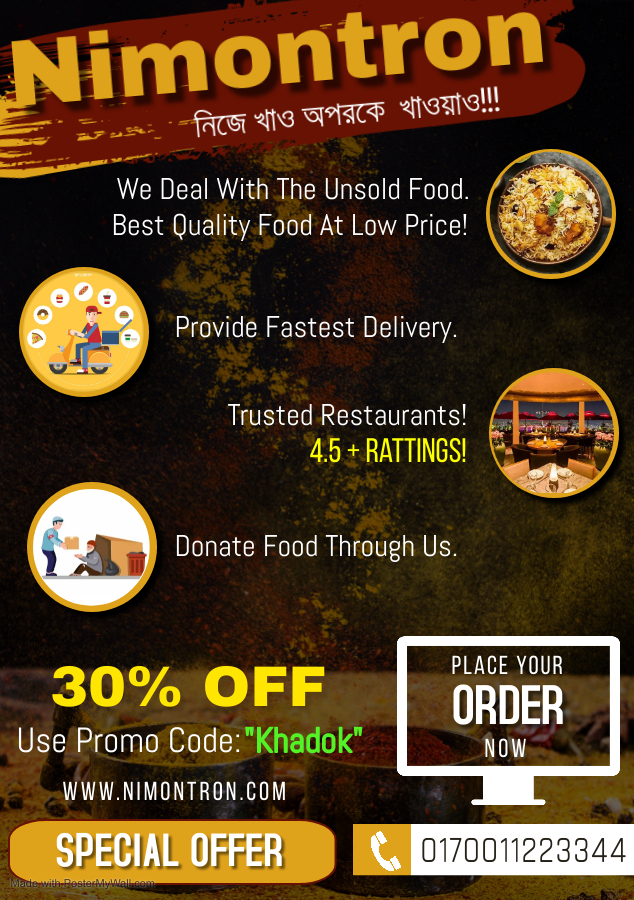 Nimontron
নিজে খাও অপরকে খাওয়াও!!!
We Deal With The Unsold Food.
Best Quality Food At Low Price!
Provide Fastest Delivery.
Trusted Restaurants!
4.5 + RATTINGS!
Donate Food Through Us.
30% OFF
Use Promo Code:"Khadok"
WWW.NIMONTRON.COM
PLACE YOUR
ORDER
NOW
SPECIAL OFFER
0170011223344
Made with PosterMyWall.com